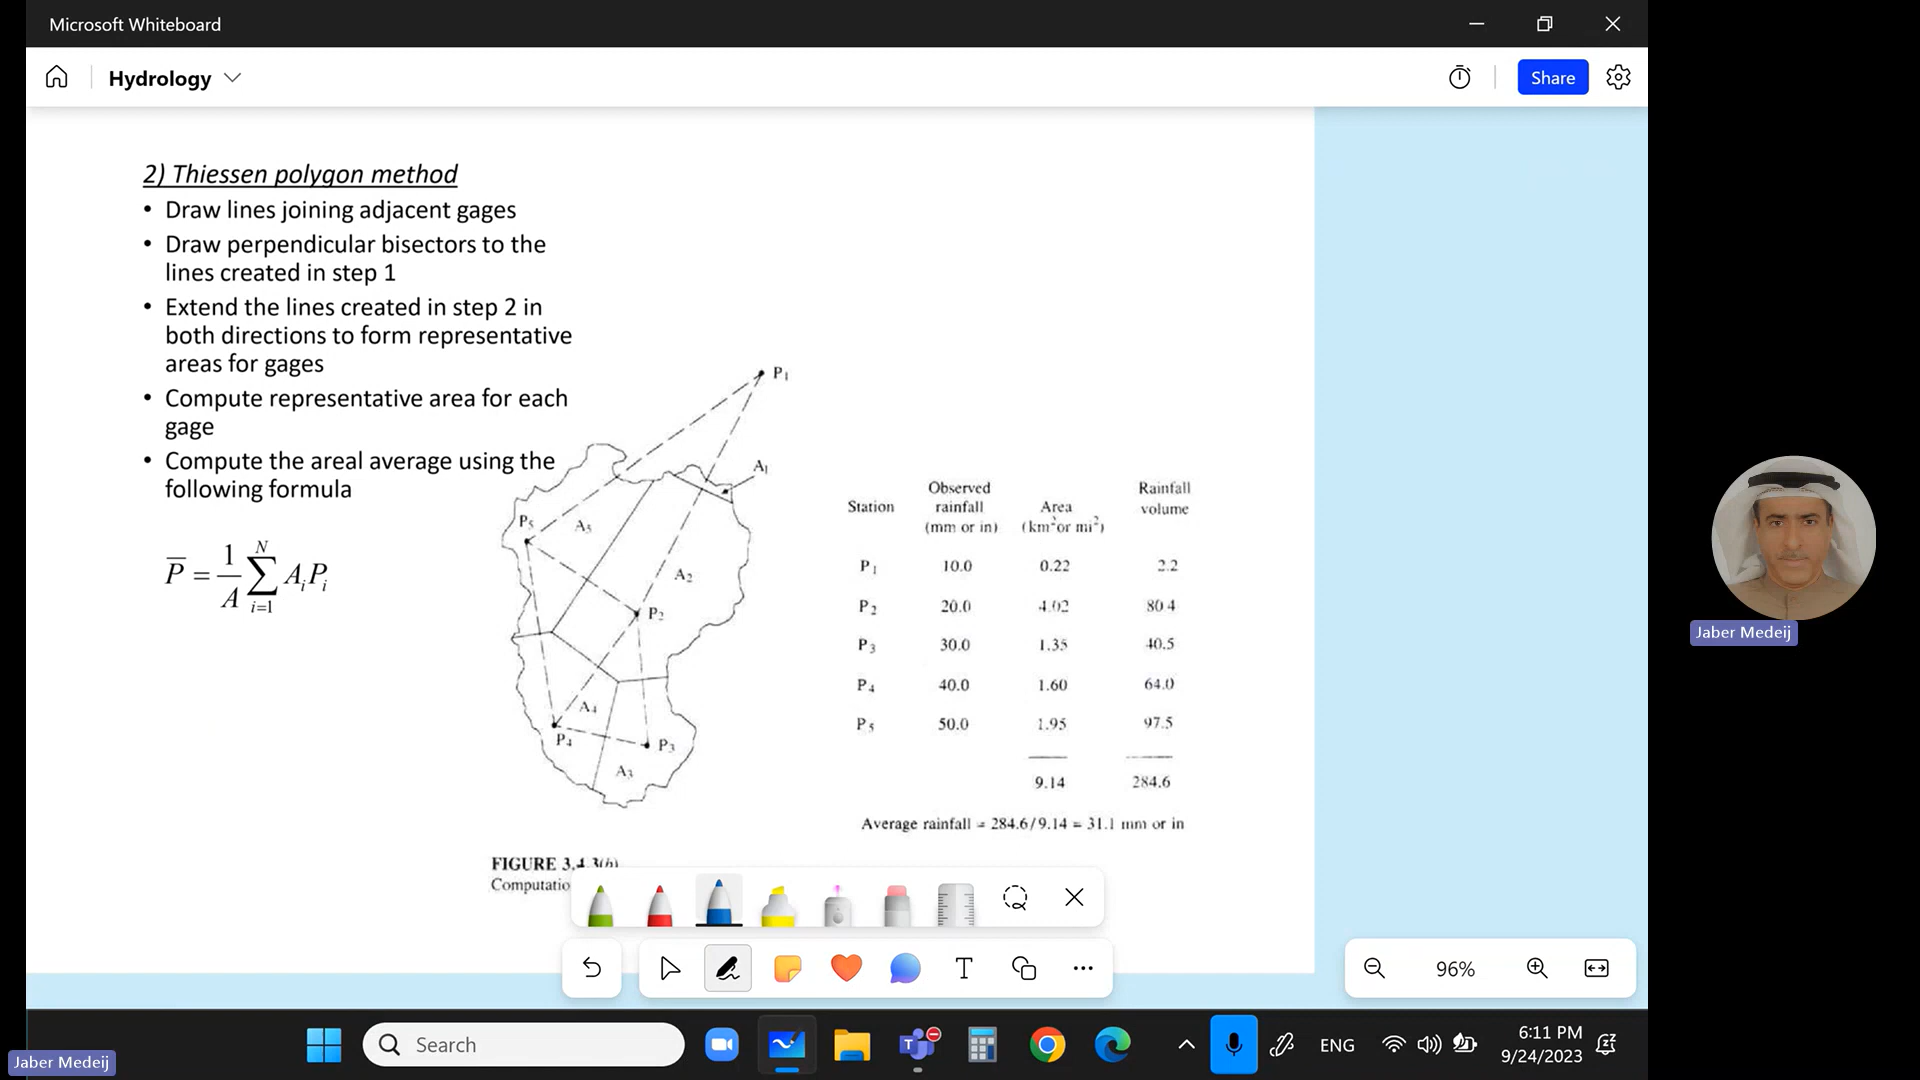 Microsoft Whiteboard
Hydrology
Share
2) Thiessen polygon method
• Draw lines joining adjacent gages
• Draw perpendicular bisectors to the
lines created in step 1
• Extend the lines created in step 2 in
both directions to form representative
areas for gages
• Compute representative area for each
gage
• Compute the areal average using the
following formula
P̅ = 1/A ∑ i=1 N AiPi
P1
A1
P5
A5
A2
P2
A4
P4
P3
A3
Observed Rainfall
Station rainfall Area volume
(mm or in) (km² or mi²)
P1 10.0 0.22 2.2
P2 20.0 4.02 80.4
P3 30.0 1.35 40.5
P4 40.0 1.60 64.0
P5 50.0 1.95 97.5
9.14 284.6
Average rainfall = 284.6/9.14 = 31.1 mm or in
FIGURE 3.4.3(b)
Computatio
T
96%
Jaber Medeij
Search
T
ENG
6:11 PM
9/24/2023
Jaber Medeij